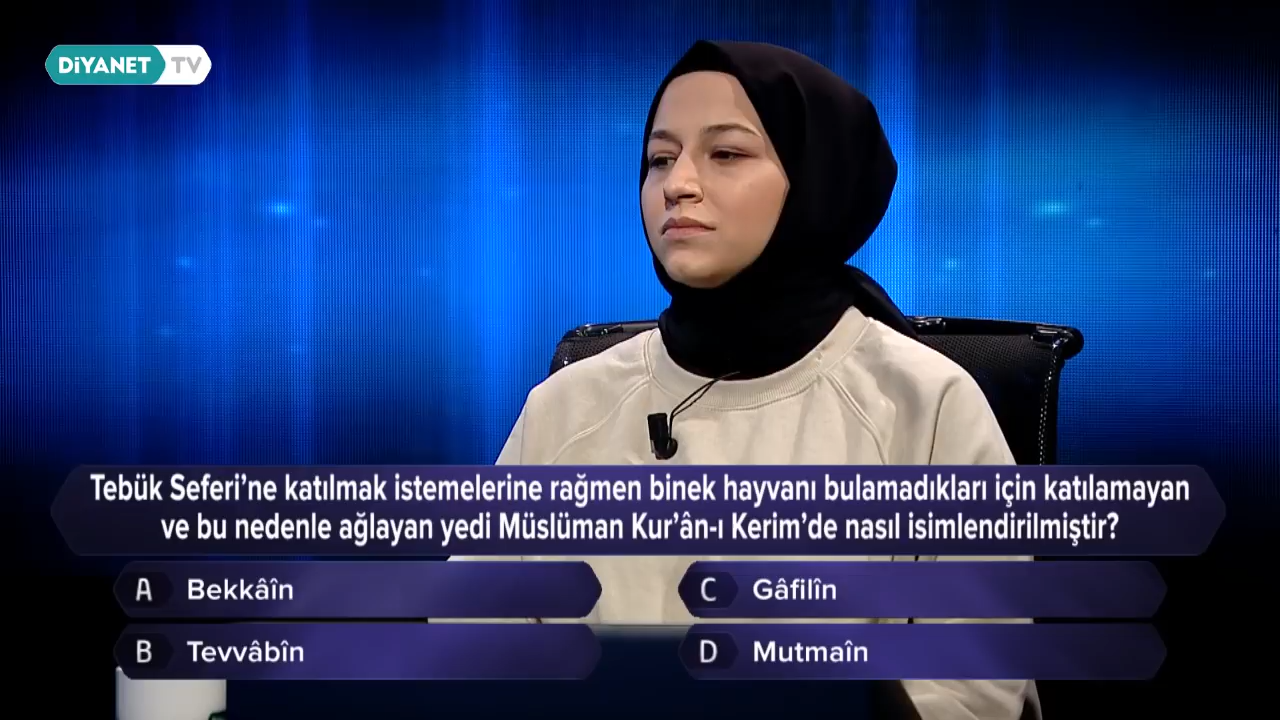 DİYANET TV
Tebük Seferi’ne katılmak istemelerine rağmen binek hayvanı bulamadıkları için katılamayan
ve bu nedenle ağlayan yedi Müslüman Kur’ân-ı Kerim’de nasıl isimlendirilmiştir?
A Bekkâîn
C Gâfilîn
B Tevvâbîn
D Mutmaîn